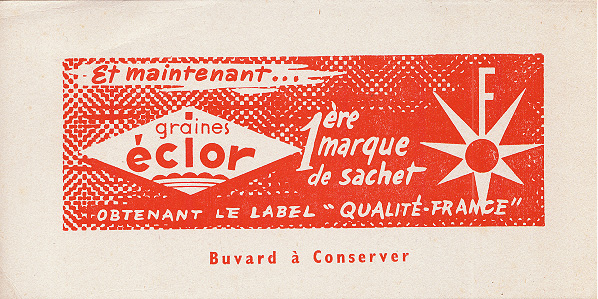 Et maintenant...
graines
éclor
1ère
marque
de sachet
F
OBTENANT LE LABEL "QUALITÉ-FRANCE"
Buvard à Conserver